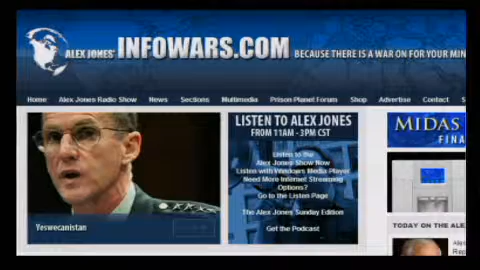 ALEX JONES' INFOWARS.COM BECAUSE THERE IS A WAR ON FOR YOUR MIN
Home Alex Jones Radio Show News Sections Multimedia Prison Planet Forum Shop Advertise Contact S
LISTEN TO ALEX JONES
FROM 11AM - 3PM CST
Listen to the
Alex Jones Show Now
Listen with Windows Media Player
Need More Internet Streaming
Options?
Go to the Listen Page
The Alex Jones Sunday Edition
Get the Podcast
Yeswecanistan
MIDAS
FINA
TODAY ON THE ALE
Alex
Rep